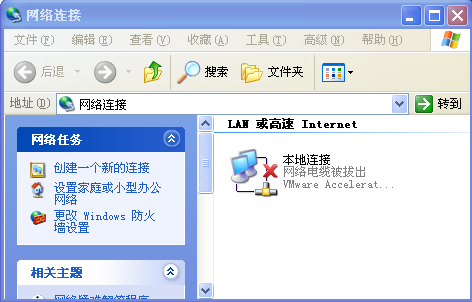 网络连接
文件(F) 编辑(E) 查看(V) 收藏(A) 工具(T) 高级(N) 帮助(H)
后退 搜索 文件夹
地址(D) 网络连接 转到
网络任务
创建一个新的连接
设置家庭或小型办公
网络
更改 Windows 防火
墙设置
相关主题
LAN 或高速 Internet
本地连接
网络电缆被拔出
VMware Accelerat...